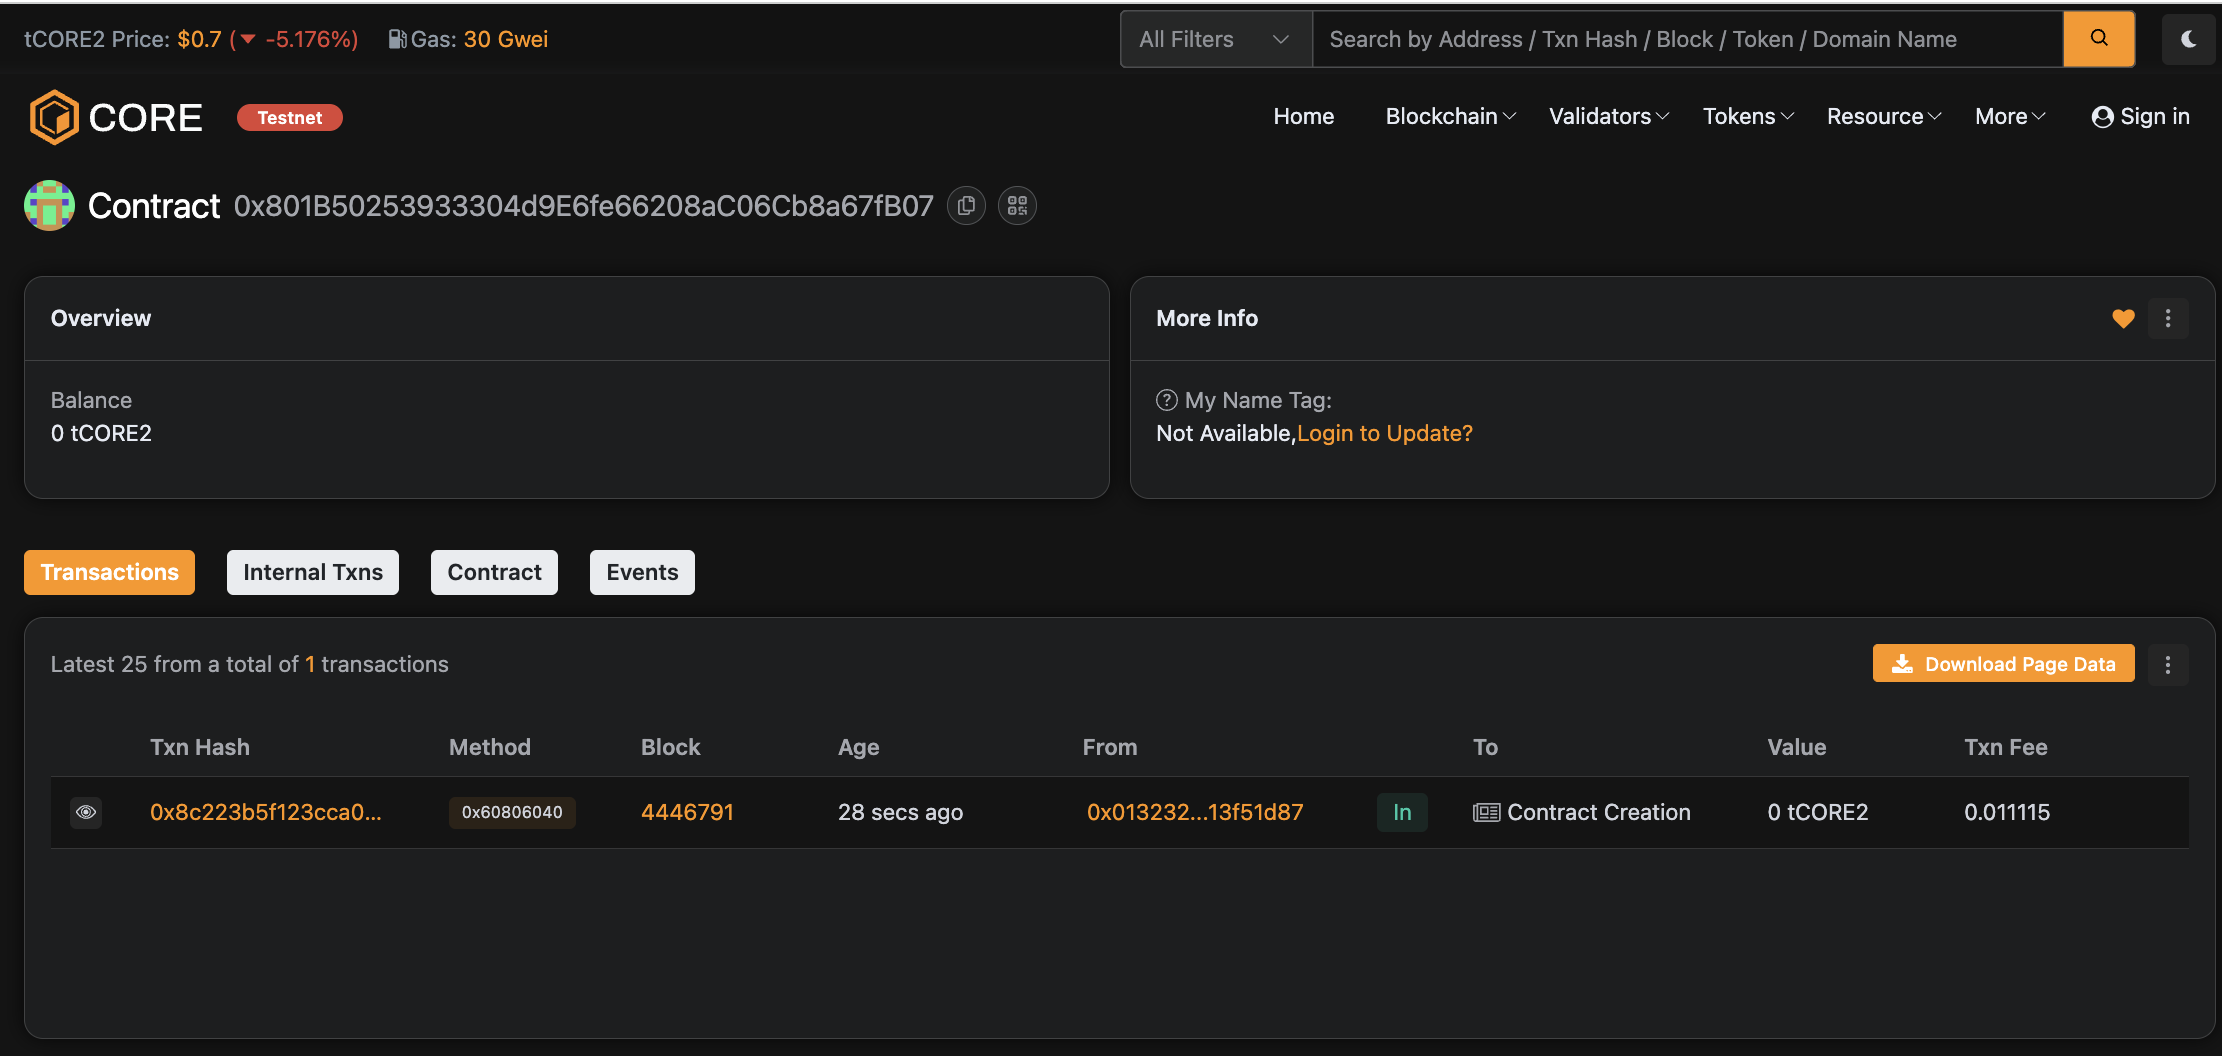 tCORE2 Price: $0.7 (▼ -5.176%) Gas: 30 Gwei
All Filters Search by Address / Txn Hash / Block / Token / Domain Name
CORE Testnet Home Blockchain Validators Tokens Resource More Sign in
Contract 0x801B50253933304d9E6fe66208aC06Cb8a67fB07
Overview
Balance
0 tCORE2
More Info
? My Name Tag:
Not Available,Login to Update?
Transactions Internal Txns Contract Events
Latest 25 from a total of 1 transactions Download Page Data
Txn Hash Method Block Age From To Value Txn Fee
0x8c223b5f123cca0... 0x60806040 4446791 28 secs ago 0x013232...13f51d87 In Contract Creation 0 tCORE2 0.011115